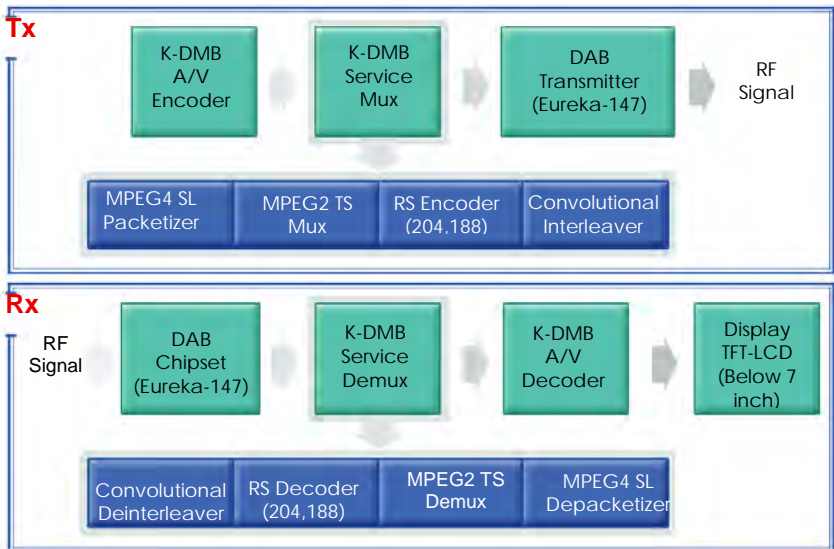 Tx
K-DMB
A/V
Encoder
K-DMB
Service
Mux
DAB
Transmitter
(Eureka-147)
RF
Signal
MPEG4 SL
Packetizer
MPEG2 TS
Mux
RS Encoder
(204,188)
Convolutional
Interleaver
Rx
RF
Signal
DAB
Chipset
(Eureka-147)
K-DMB
Service
Demux
K-DMB
A/V
Decoder
Display
TFT-LCD
(Below 7
inch)
Convolutional
Deinterleaver
RS Decoder
(204,188)
MPEG2 TS
Demux
MPEG4 SL
Depacketizer